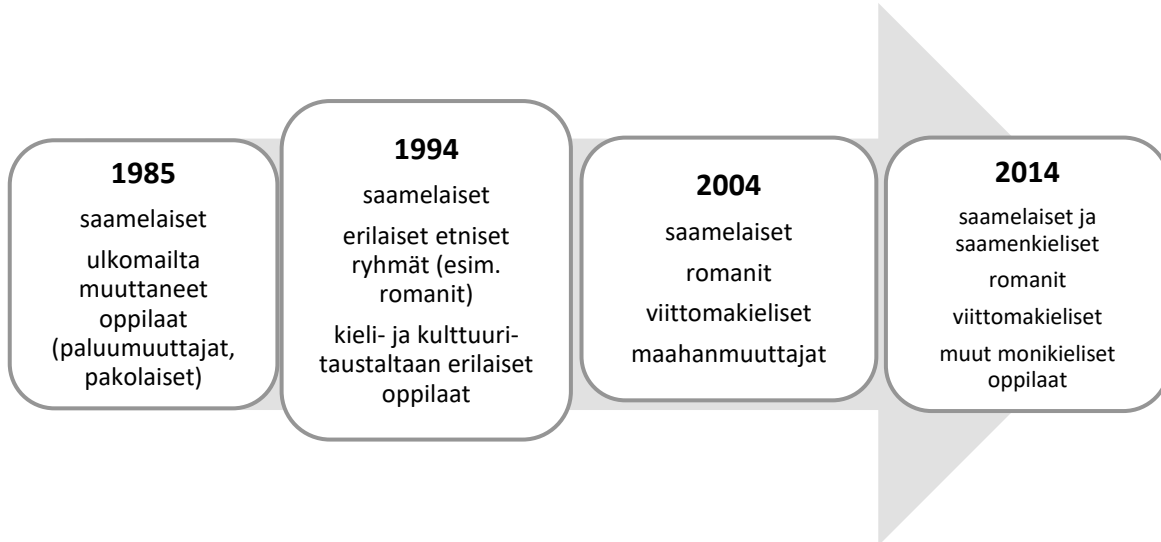 1985
saamelaiset
ulkomailta
muuttaneet
oppilaat
(paluumuuttajat,
pakolaiset)
1994
saamelaiset
erilaiset etniset
ryhmät (esim.
romanit)
kieli- ja kulttuuri-
taustaltaan erilaiset
oppilaat
2004
saamelaiset
romanit
viittomakieliset
maahanmuuttajat
2014
saamelaiset ja
saamenkieliset
romanit
viittomakieliset
muut monikieliset
oppilaat